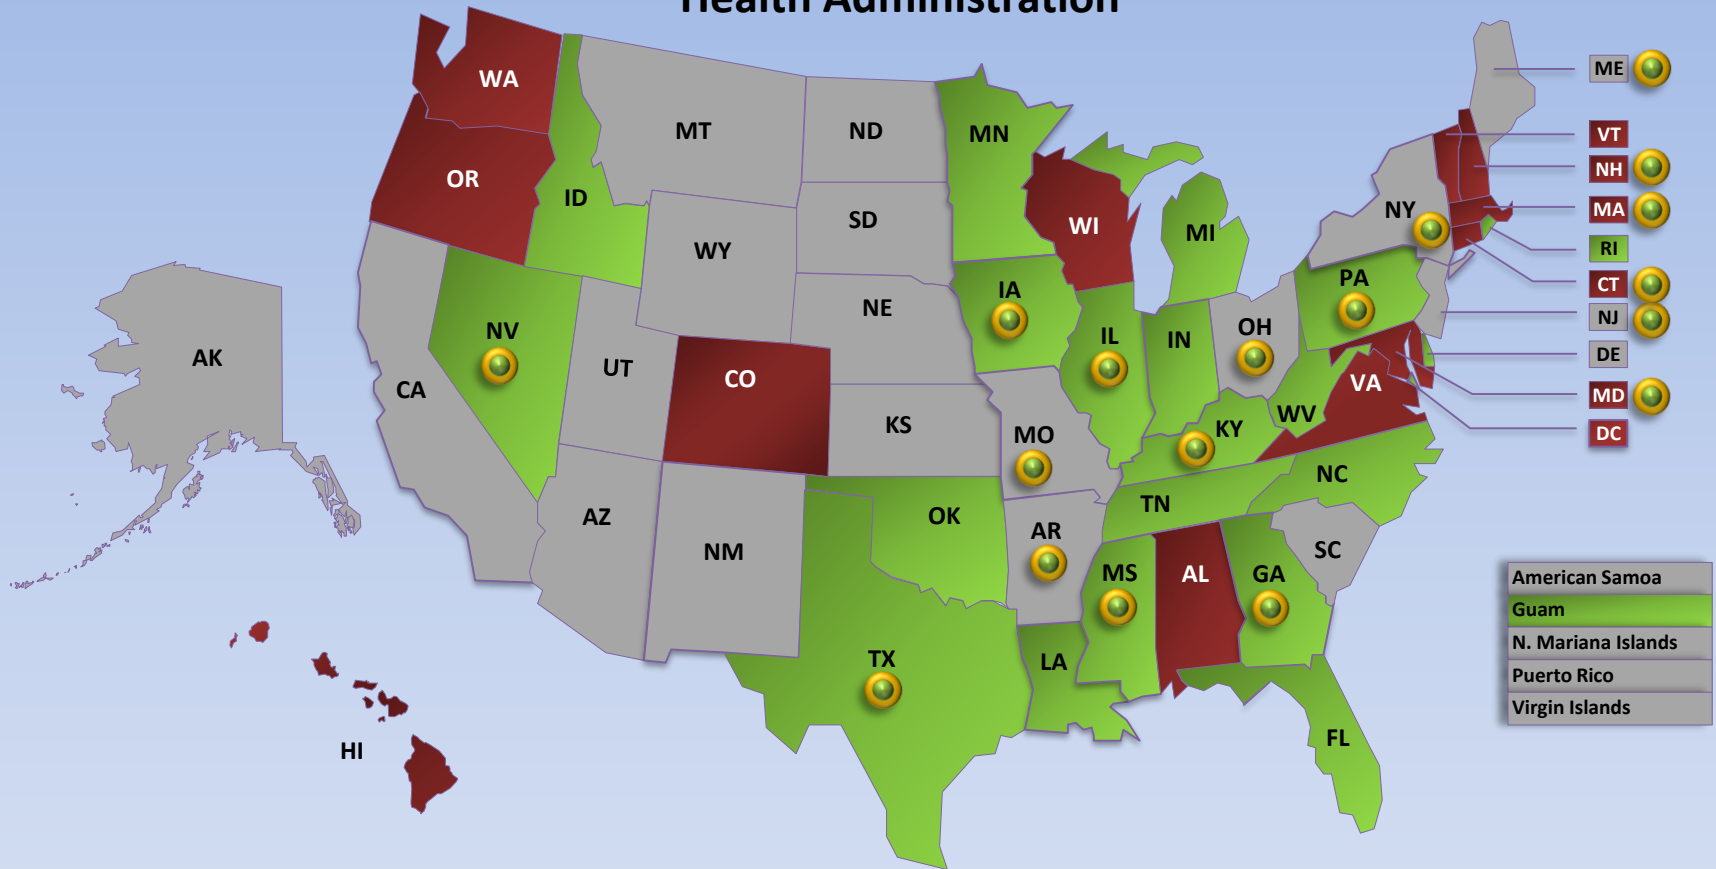 Health Administration
WA
MT
ND
MN
ME
VT
NH
OR
ID
SD
WI
MI
NY
MA
RI
WY
IA
PA
CT
NV
NE
IL
IN
OH
NJ
AK
UT
CO
DE
CA
VA
MD
KS
MO
KY
WV
DC
AZ
OK
TN
NC
NM
AR
SC
MS
AL
GA
American Samoa
Guam
N. Mariana Islands
TX
LA
Puerto Rico
Virgin Islands
HI
FL